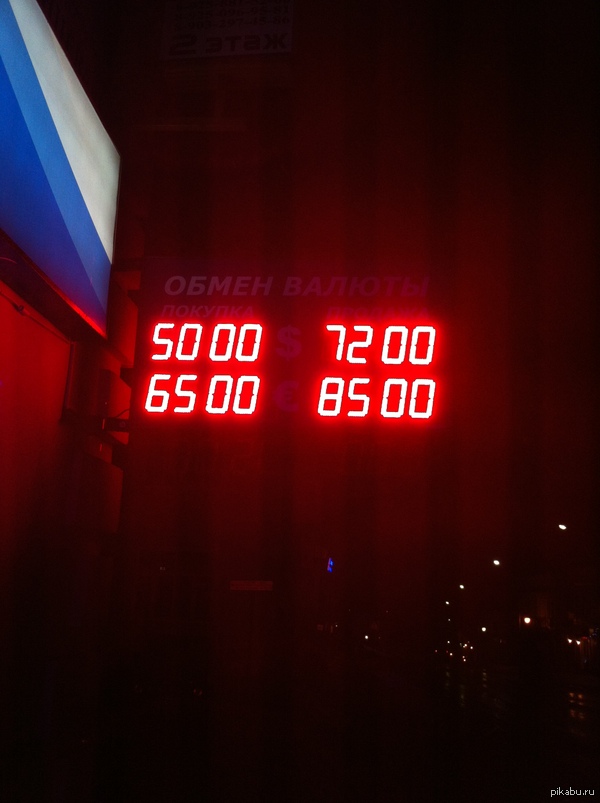 2 этаж
ОБМЕН ВАЛЮТЫ
ПОКУПКА
50 00 $ 72 00
65 00 € 85 00
pikabu.ru